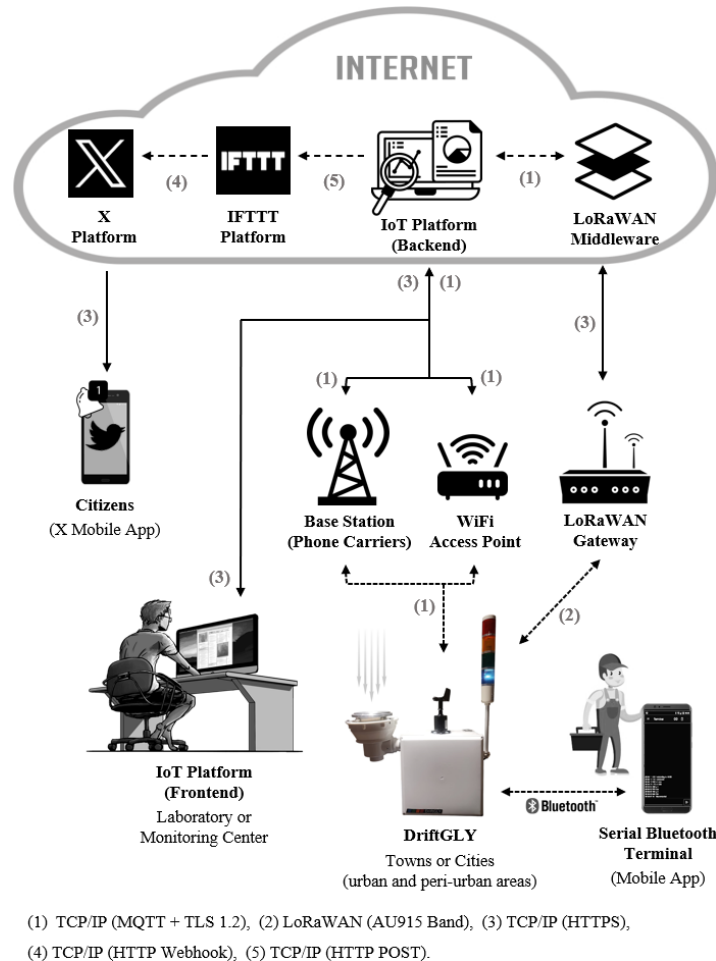 INTERNET
IFTTT
(4)
(5)
(1)
X
Platform
IFTTT
Platform
IoT Platform
(Backend)
LoRaWAN
Middleware
(3)
(3)
(1)
(3)
(1)
(1)
1
Citizens
(X Mobile App)
Base Station
(Phone Carriers)
WiFi
Access Point
LoRaWAN
Gateway
(3)
(1)
(2)
IoT Platform
(Frontend)
Laboratory or
Monitoring Center
Bluetooth
DriftGLY
Towns or Cities
(urban and peri-urban areas)
Serial Bluetooth
Terminal
(Mobile App)
(1) TCP/IP (MQTT + TLS 1.2), (2) LoRaWAN (AU915 Band), (3) TCP/IP (HTTPS),
(4) TCP/IP (HTTP Webhook), (5) TCP/IP (HTTP POST).